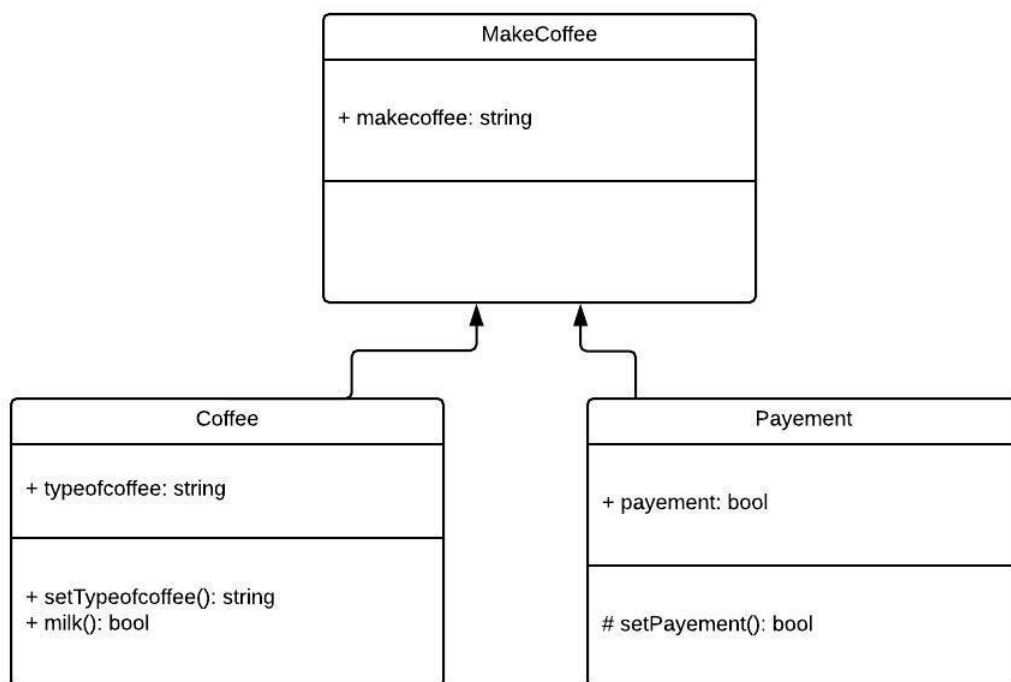 MakeCoffee
+ makecoffee: string
Coffee
+ typeofcoffee: string
+ setTypeofcoffee(): string
+ milk(): bool
Payement
+ payement: bool
# setPayement(): bool